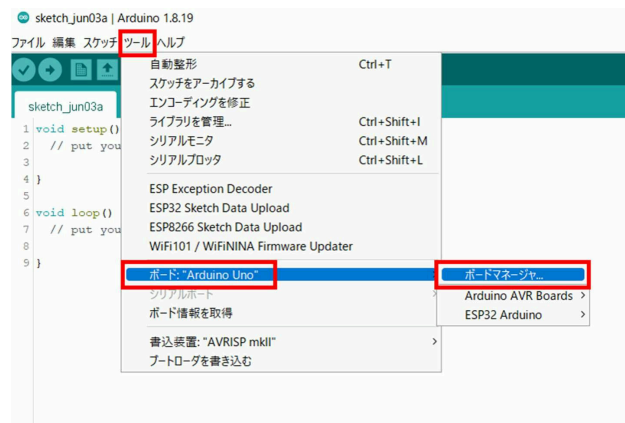 sketch_jun03a | Arduino 1.8.19
ファイル 編集 スケッチ ツール ヘルプ
sketch_jun03a
自動整形 Ctrl+T
スケッチをアーカイブする
エンコーディングを修正
ライブラリを管理... Ctrl+Shift+I
シリアルモニタ Ctrl+Shift+M
シリアルプロッタ Ctrl+Shift+L
ESP Exception Decoder
ESP32 Sketch Data Upload
ESP8266 Sketch Data Upload
WiFi101 / WiFiNINA Firmware Updater
ボード: "Arduino Uno"
シリアルポート
ボード情報を取得
書込装置: "AVRISP mkII"
ブートローダを書き込む
ボードマネージャ...
Arduino AVR Boards
ESP32 Arduino
1 void setup()
2 // put you
3
4 }
5
6 void loop()
7 // put you
8
9 }